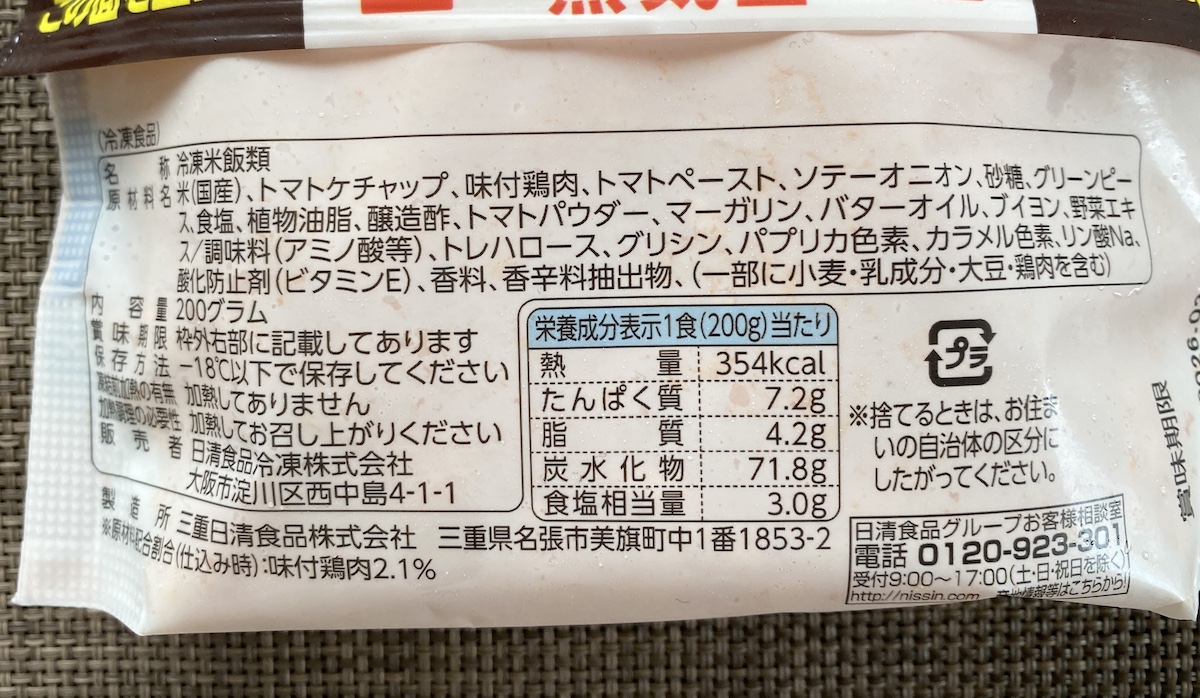 (冷凍食品)
名称 冷凍米飯類
原材料名 米(国産)、トマトケチャップ、味付鶏肉、トマトペースト、ソテーオニオン、砂糖、グリーンピー
ス、食塩、植物油脂、醸造酢、トマトパウダー、マーガリン、バターオイル、ブイヨン、野菜エキ
ス/調味料(アミノ酸等)、トレハロース、グリシン、パプリカ色素、カラメル色素、リン酸Na、
酸化防止剤(ビタミンE)、香料、香辛料抽出物、(一部に小麦・乳成分・大豆・鶏肉を含む)
内容量 200グラム
賞味期限 枠外右部に記載してあります
保存方法 −18℃以下で保存してください
凍結前加熱の有無 加熱してありません
加熱調理の必要性 加熱してお召し上がりください
販売者 日清食品冷凍株式会社
大阪市淀川区西中島4-1-1
栄養成分表示1食(200g)当たり
熱量 354kcal
たんぱく質 7.2g
脂質 4.2g
炭水化物 71.8g
食塩相当量 3.0g
プラ
※捨てるときは、お住ま
いの自治体の区分に
したがってください。
賞味期限
製造所 三重日清食品株式会社 三重県名張市美旗町中1番1853-2
※原材料配合割合(仕込み時):味付鶏肉2.1%
日清食品グループお客様相談室
電話 0120-923-301
受付9:00〜17:00(土・日・祝日を除く)
http://nissin.com 産地情報等はこちらから!